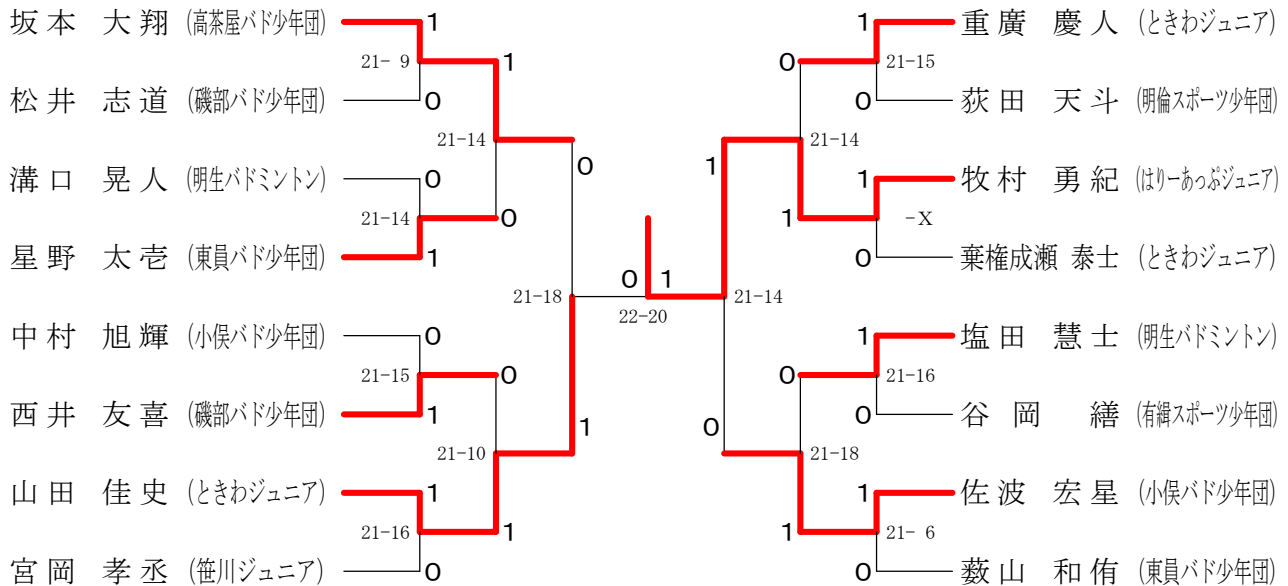 坂本 大翔 (高茶屋バド少年団) 1
21- 9 1
松井 志道 (磯部バド少年団) 0
21-14 0
溝口 晃人 (明生バドミントン) 0
21-14 0
星野 太壱 (東員バド少年団) 1
21-18
中村 旭輝 (小俣バド少年団) 0
21-15 0
西井 友喜 (磯部バド少年団) 1
21-10 1
山田 佳史 (ときわジュニア) 1
21-16 1
宮岡 孝丞 (笹川ジュニア) 0
0 1
22-20
1 重廣 慶人 (ときわジュニア)
0 21-15
0 荻田 天斗 (明倫スポーツ少年団)
1 21-14
1 牧村 勇紀 (はりーあっぷジュニア)
1 -X
0 棄権成瀬 泰士 (ときわジュニア)
21-14
1 塩田 慧士 (明生バドミントン)
0 21-16
0 谷岡 繕 (有緝スポーツ少年団)
0 21-18
1 佐波 宏星 (小俣バド少年団)
1 21- 6
0 薮山 和侑 (東員バド少年団)